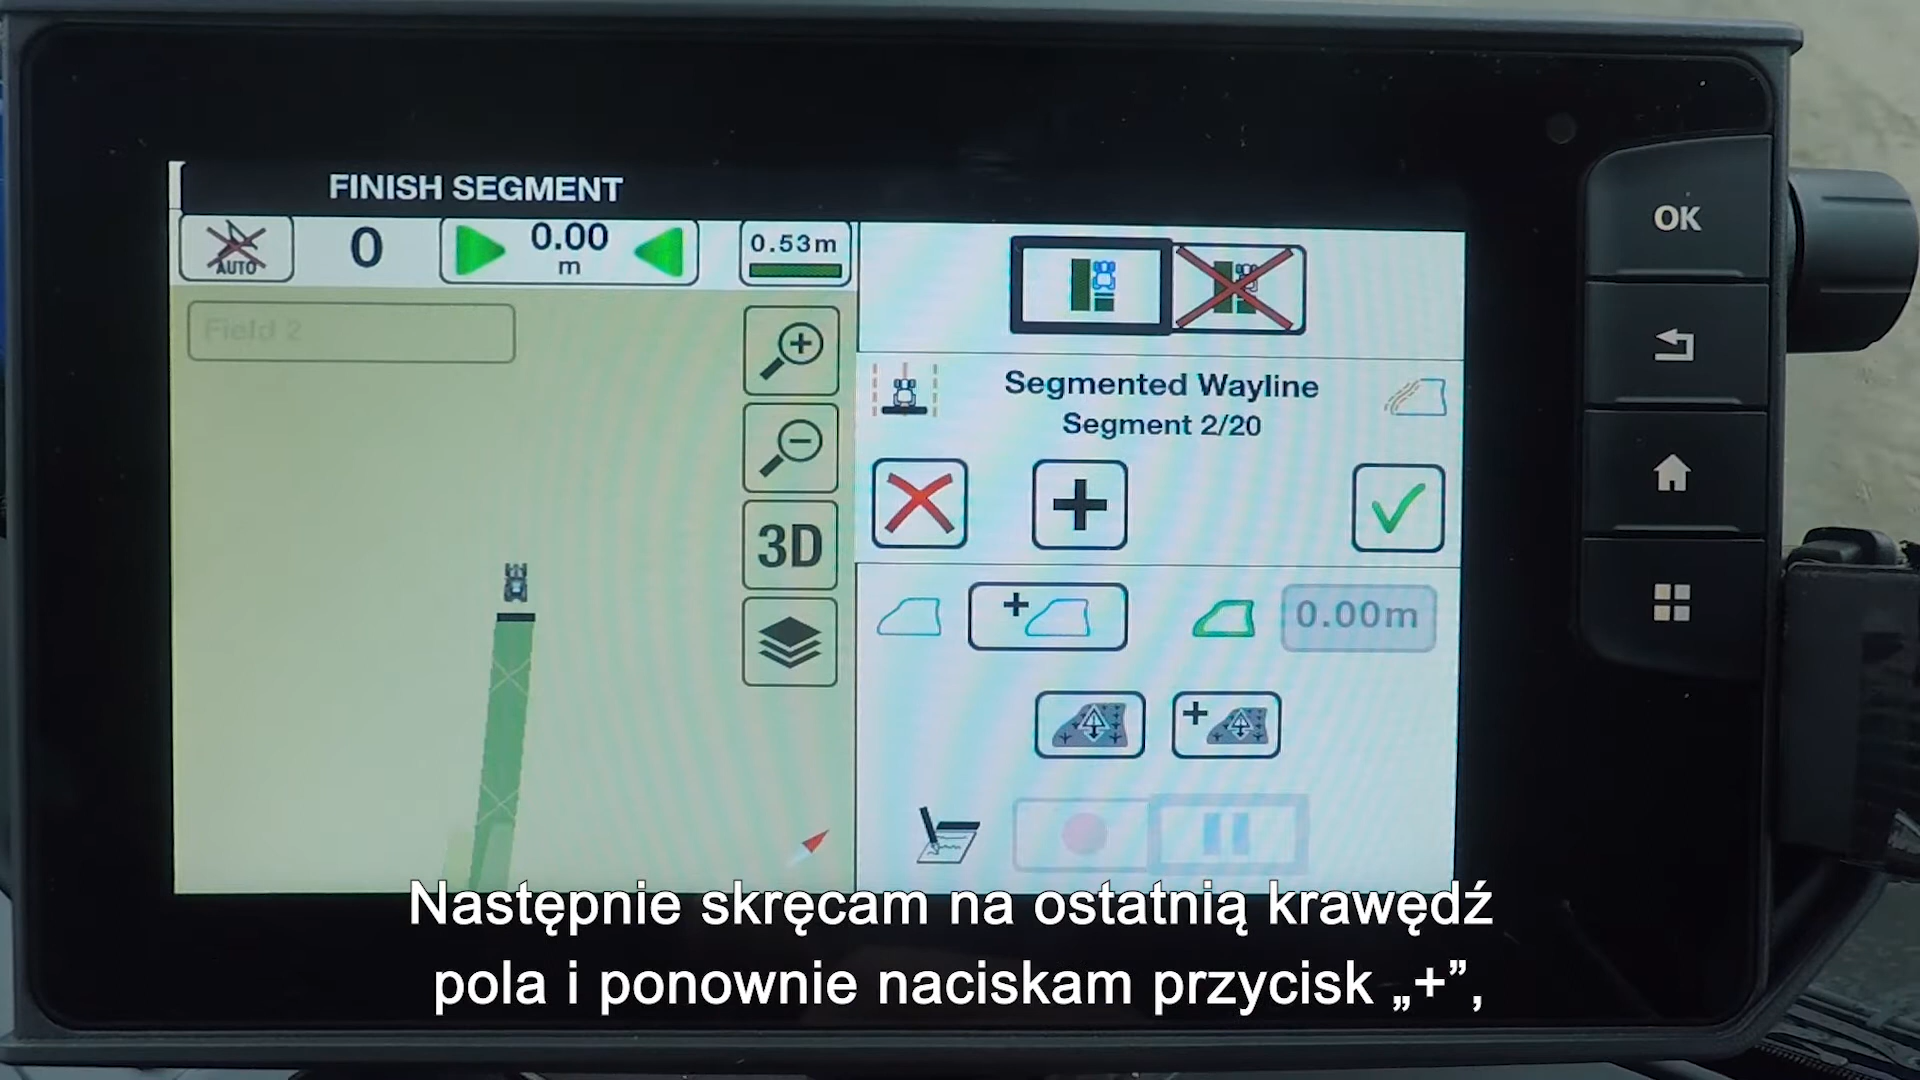 FINISH SEGMENT
AUTO
0
0.00
m
0.53m
Field 2
3D
Segmented Wayline
Segment 2/20
0.00m
OK
Następnie skręcam na ostatnią krawędź
pola i ponownie naciskam przycisk „+”,